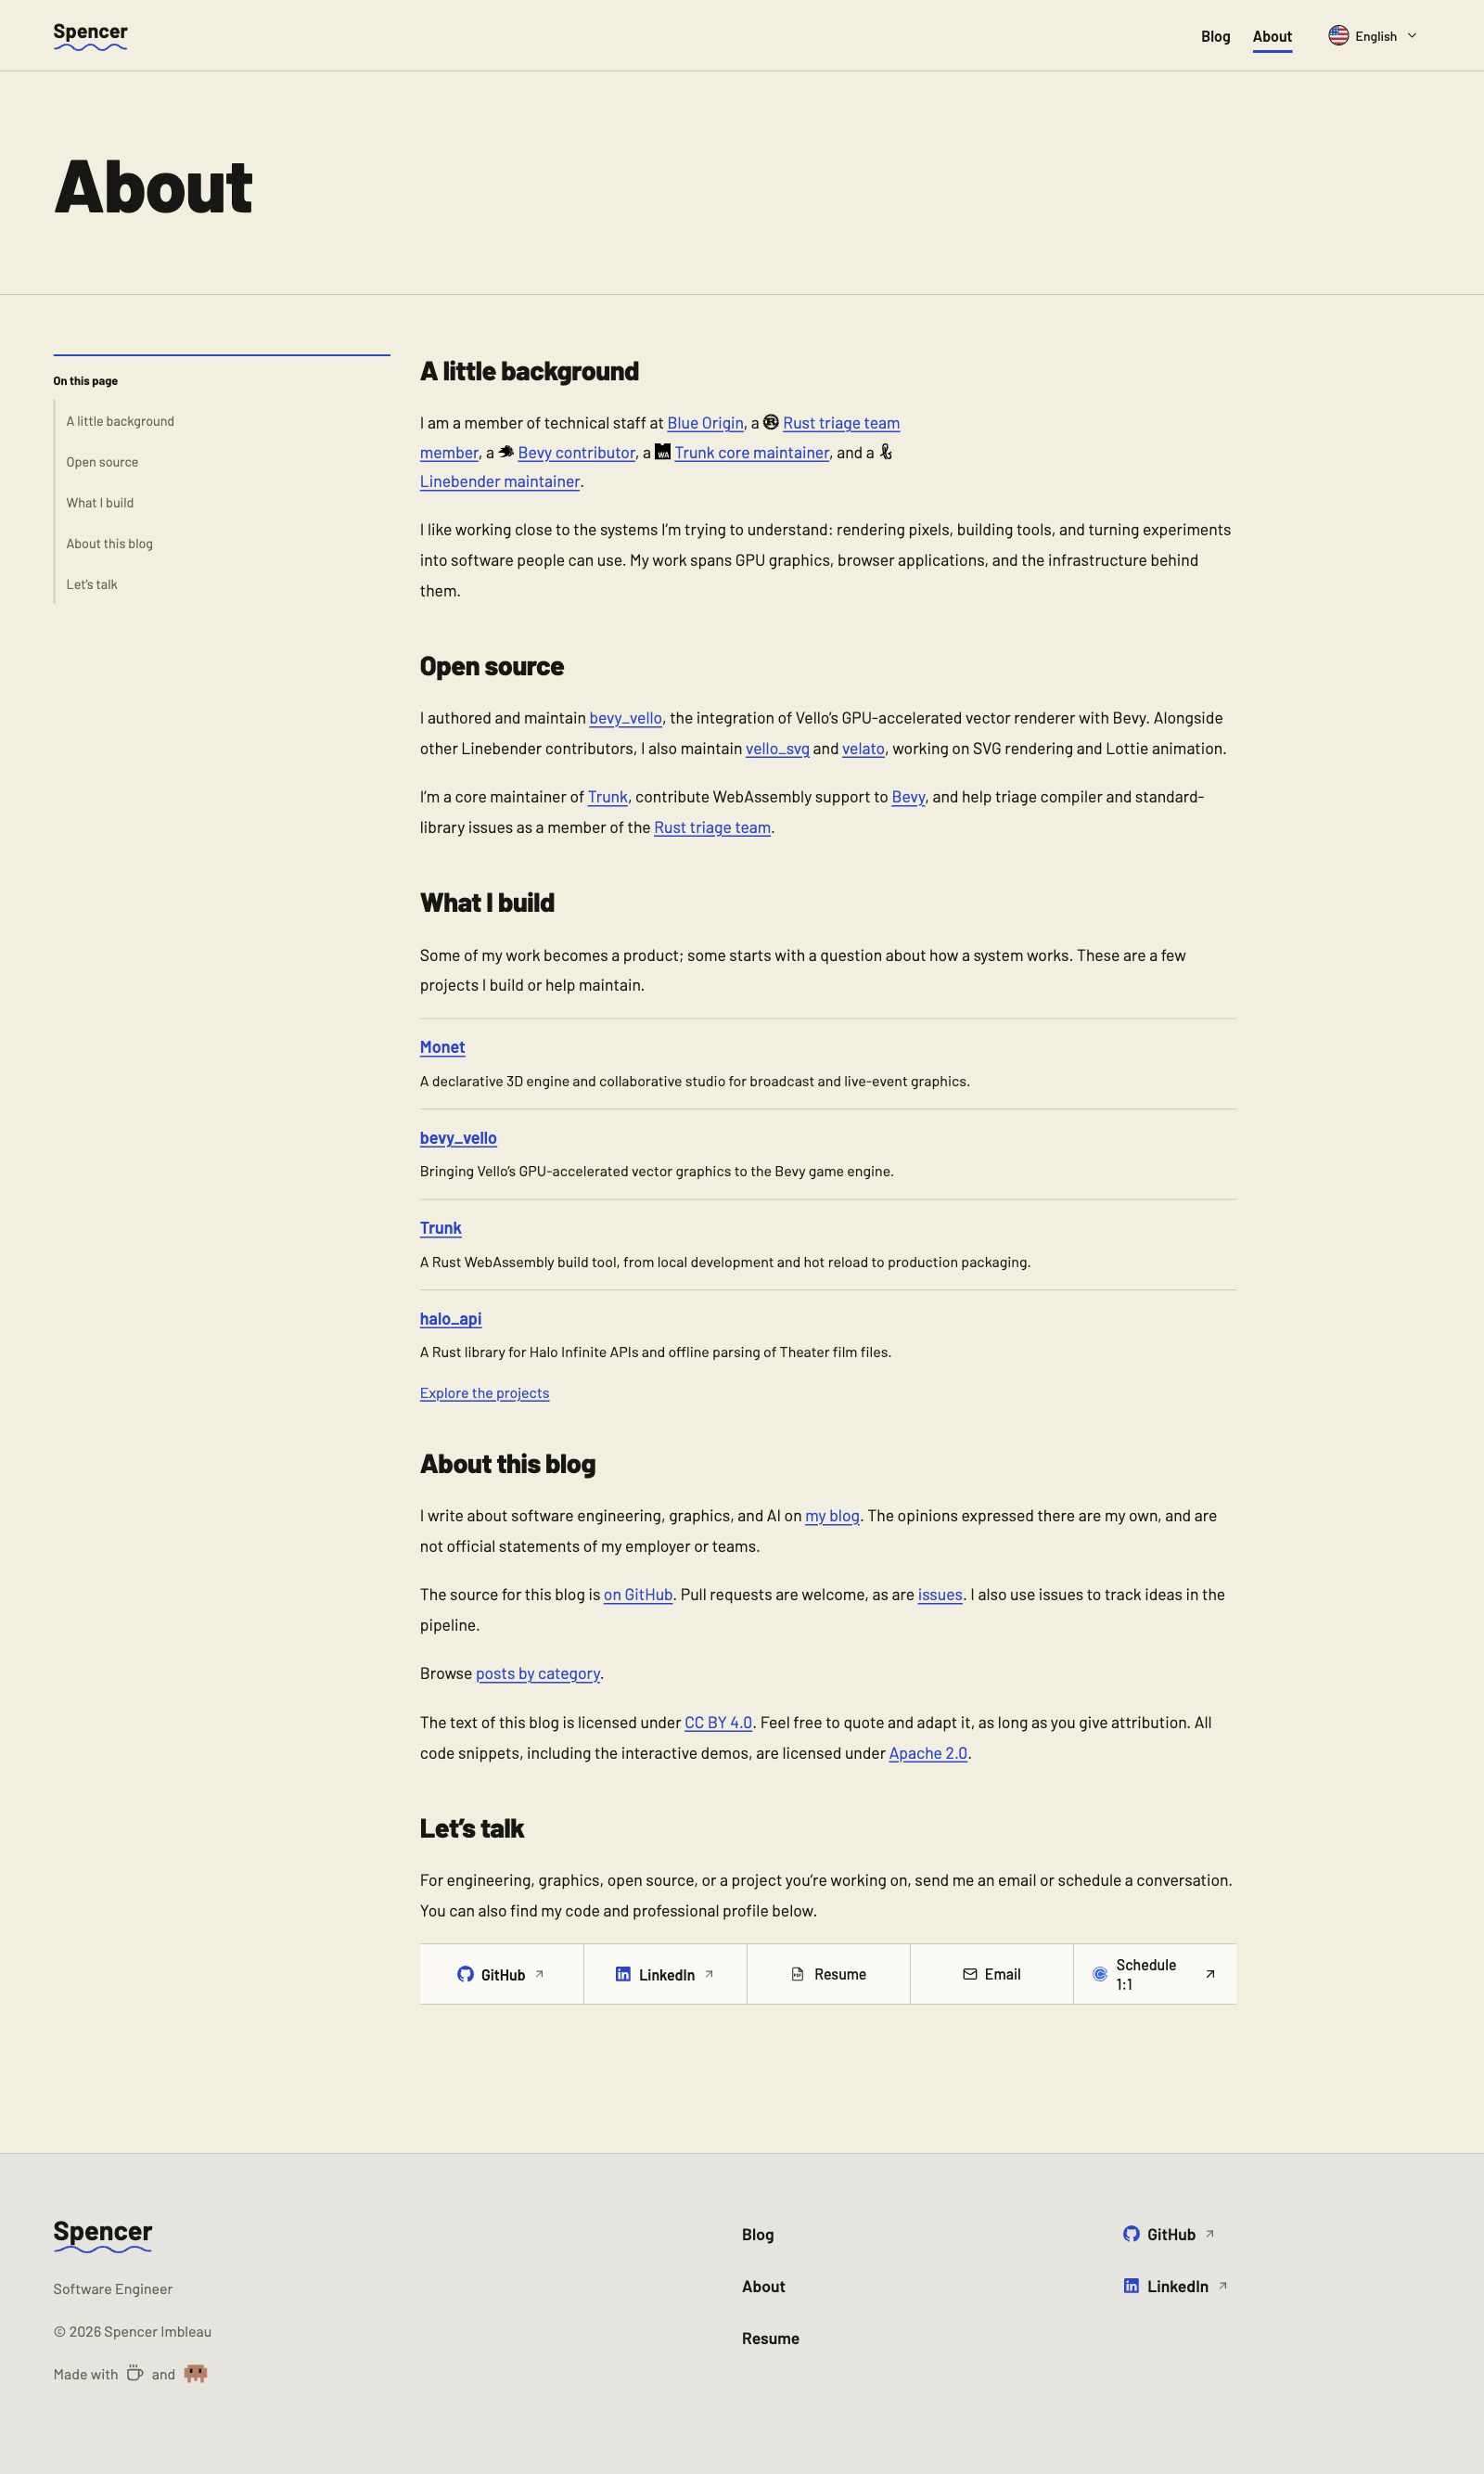 Spencer
Blog
About
English
About
On this page
A little background
Open source
What I build
About this blog
Let's talk
A little background
I am a member of technical staff at Blue Origin, a Rust triage team
member, a Bevy contributor, a Trunk core maintainer, and a
Linebender maintainer.
I like working close to the systems I'm trying to understand: rendering pixels, building tools, and turning experiments
into software people can use. My work spans GPU graphics, browser applications, and the infrastructure behind
them.
Open source
I authored and maintain bevy_vello, the integration of Vello's GPU-accelerated vector renderer with Bevy. Alongside
other Linebender contributors, I also maintain vello_svg and velato, working on SVG rendering and Lottie animation.
I'm a core maintainer of Trunk, contribute WebAssembly support to Bevy, and help triage compiler and standard-
library issues as a member of the Rust triage team.
What I build
Some of my work becomes a product; some starts with a question about how a system works. These are a few
projects I build or help maintain.
Monet
A declarative 3D engine and collaborative studio for broadcast and live-event graphics.
bevy_vello
Bringing Vello's GPU-accelerated vector graphics to the Bevy game engine.
Trunk
A Rust WebAssembly build tool, from local development and hot reload to production packaging.
halo_api
A Rust library for Halo Infinite APIs and offline parsing of Theater film files.
Explore the projects
About this blog
I write about software engineering, graphics, and AI on my blog. The opinions expressed there are my own, and are
not official statements of my employer or teams.
The source for this blog is on GitHub. Pull requests are welcome, as are issues. I also use issues to track ideas in the
pipeline.
Browse posts by category.
The text of this blog is licensed under CC BY 4.0. Feel free to quote and adapt it, as long as you give attribution. All
code snippets, including the interactive demos, are licensed under Apache 2.0.
Let's talk
For engineering, graphics, open source, or a project you're working on, send me an email or schedule a conversation.
You can also find my code and professional profile below.
GitHub
LinkedIn
Resume
Email
Schedule
1:1
Spencer
Software Engineer
© 2026 Spencer Imbleau
Made with and
Blog
About
Resume
GitHub
LinkedIn